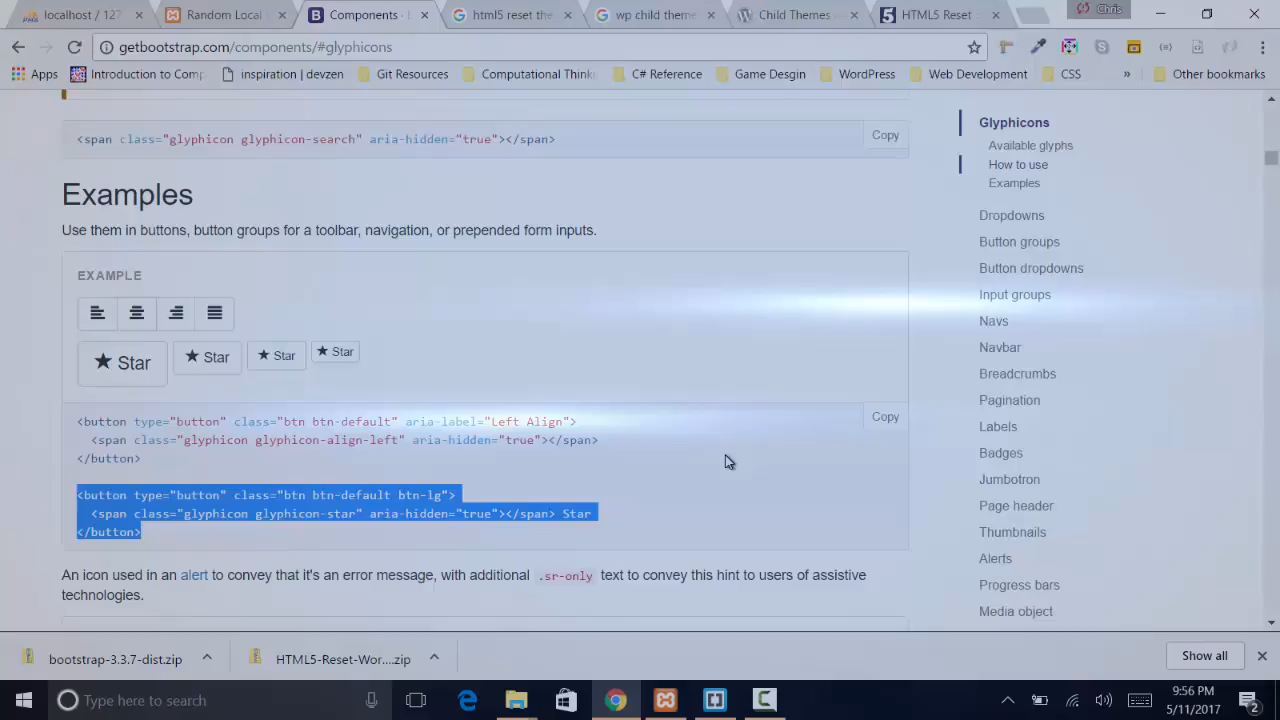 localhost / 127
Random Local
Components ·
html5 reset the
wp child theme
Child Themes
HTML5 Reset
Chris
getbootstrap.com/components/#glyphicons
Apps
Introduction to Comp
inspiration | devzen
Git Resources
Computational Think
C# Reference
Game Desgin
WordPress
Web Development
CSS
»
Other bookmarks
<span class="glyphicon glyphicon-search" aria-hidden="true"></span>
Copy
Examples
Use them in buttons, button groups for a toolbar, navigation, or prepended form inputs.
EXAMPLE
Star
Star
Star
Star
<button type="button" class="btn btn-default" aria-label="Left Align">
<span class="glyphicon glyphicon-align-left" aria-hidden="true"></span>
</button>
Copy
<button type="button" class="btn btn-default btn-lg">
<span class="glyphicon glyphicon-star" aria-hidden="true"></span> Star
</button>
An icon used in an alert to convey that it's an error message, with additional .sr-only text to convey this hint to users of assistive
technologies.
Glyphicons
Available glyphs
How to use
Examples
Dropdowns
Button groups
Button dropdowns
Input groups
Navs
Navbar
Breadcrumbs
Pagination
Labels
Badges
Jumbotron
Page header
Thumbnails
Alerts
Progress bars
Media object
bootstrap-3.3.7-dist.zip
HTML5-Reset-Wor....zip
Show all
Type here to search
9:56 PM
5/11/2017
2